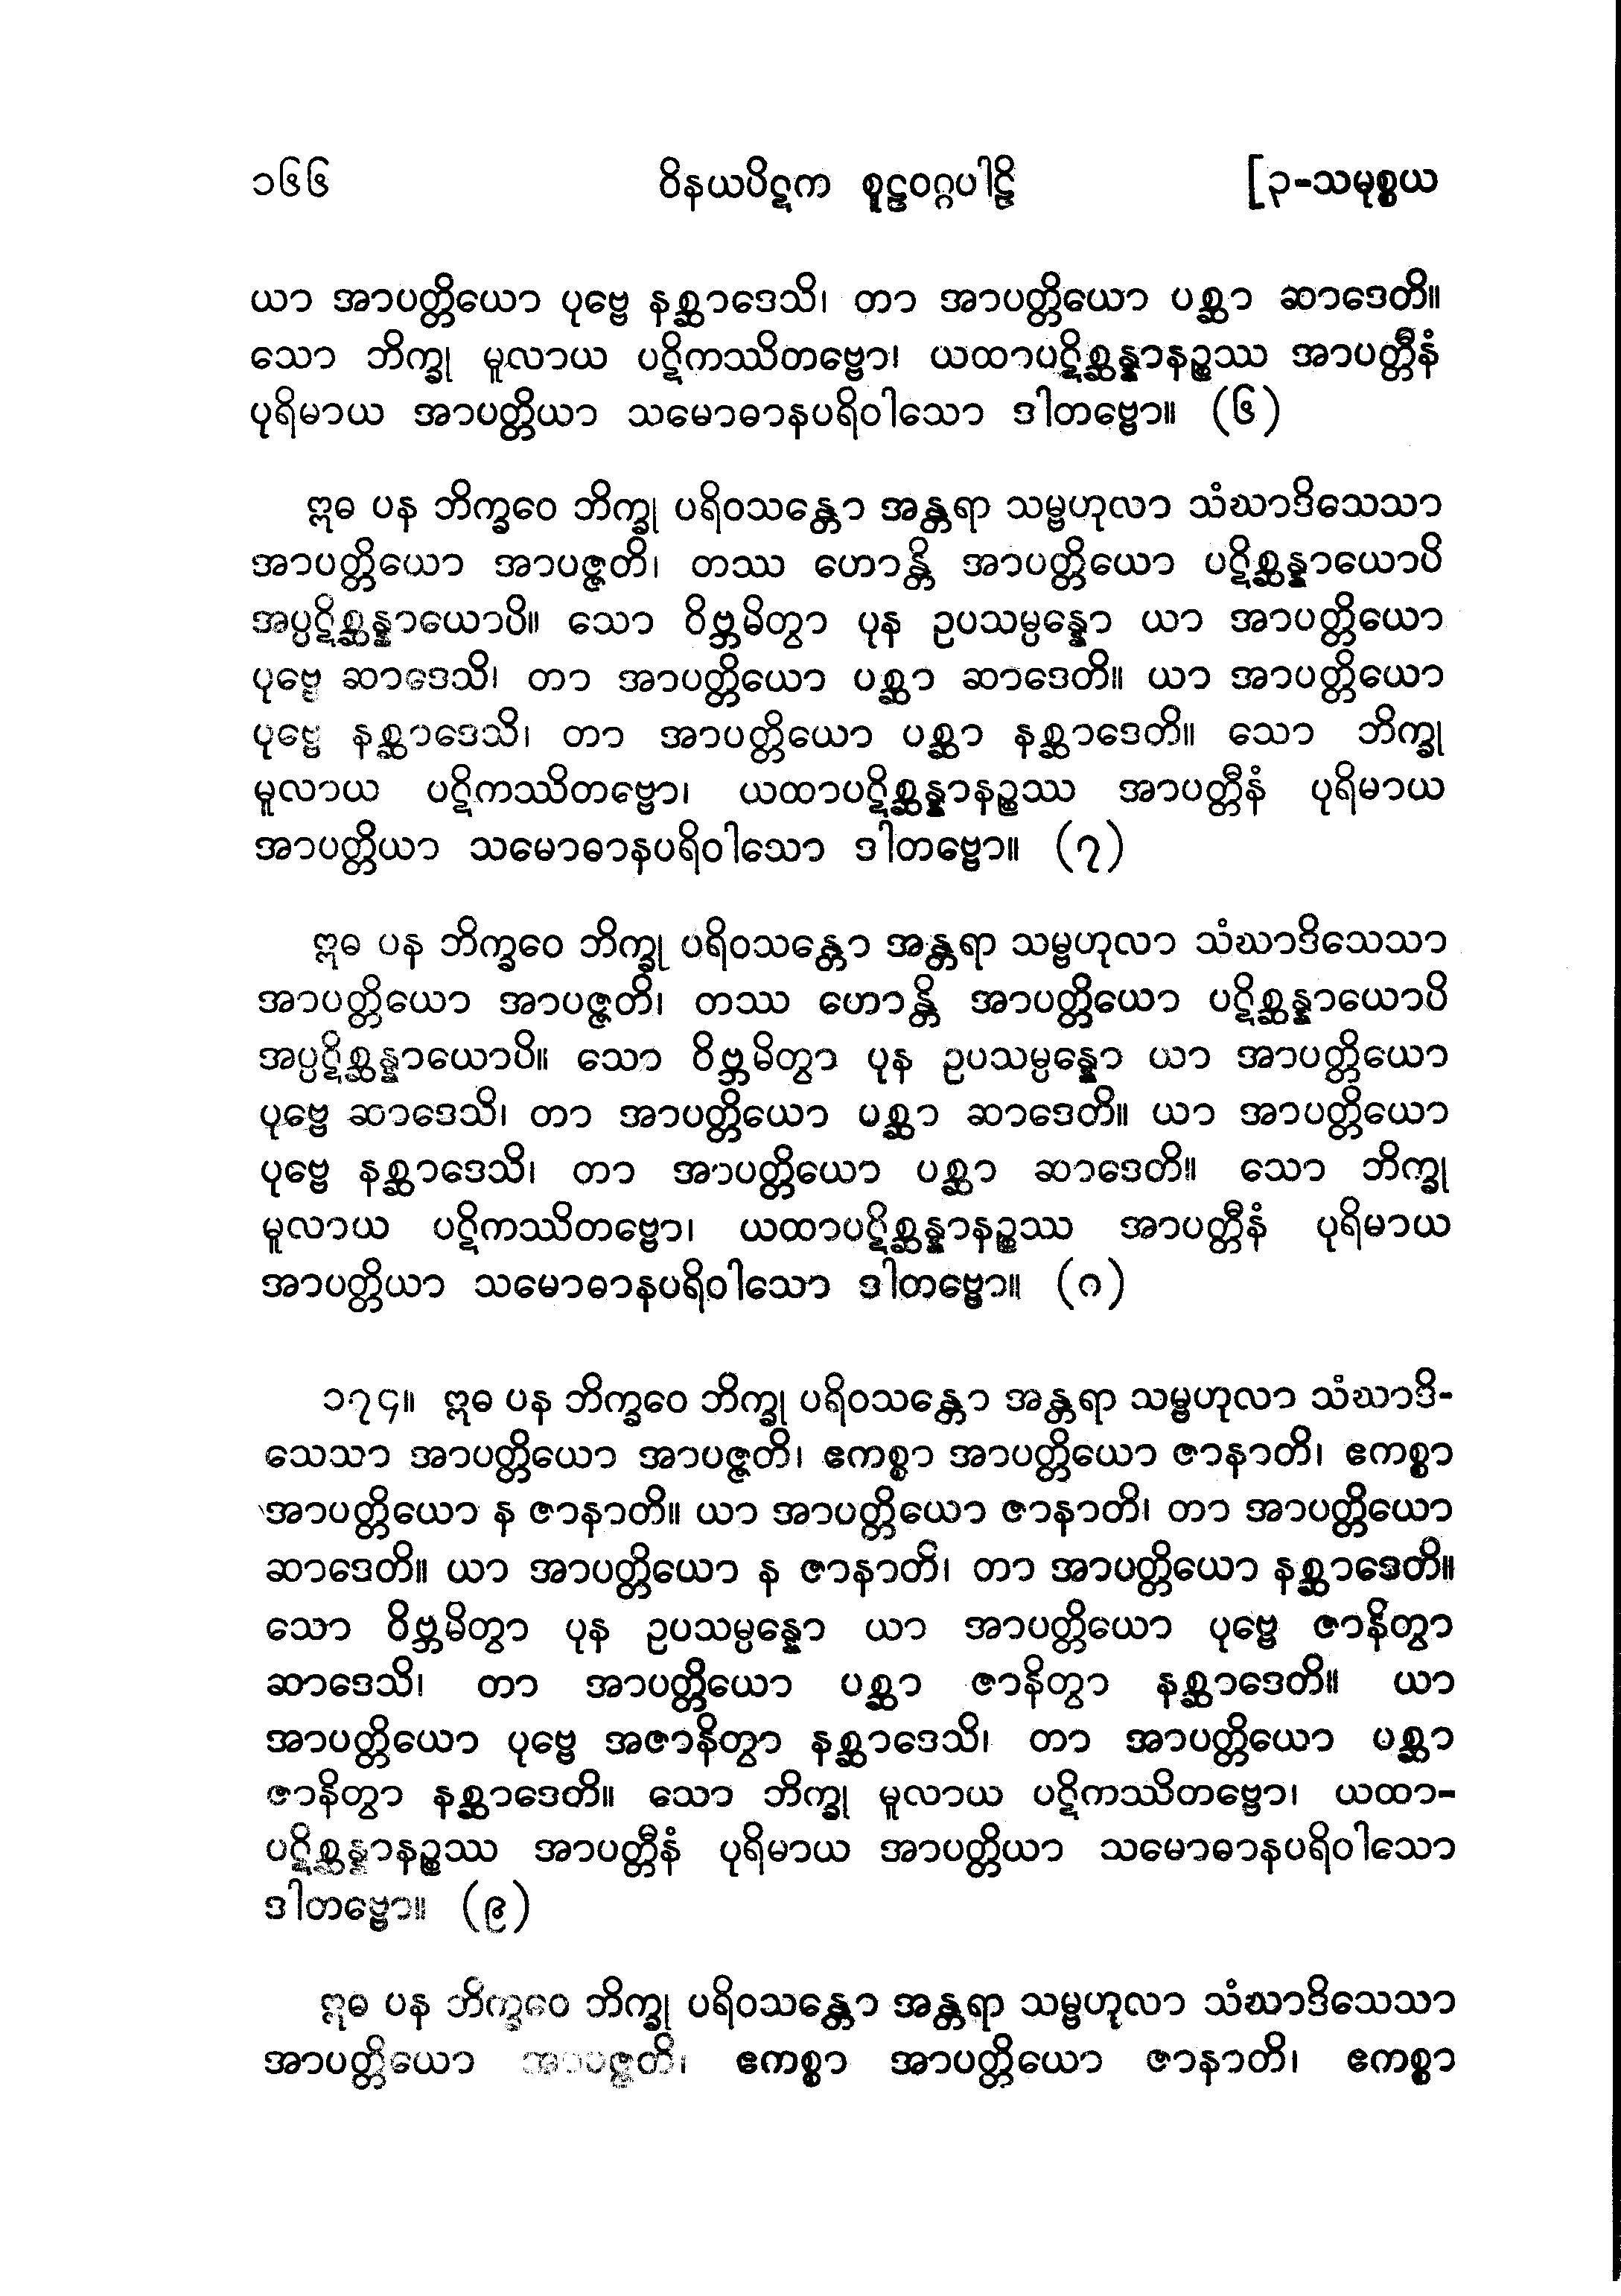 ၁၆၆ ဝိနယပိဋက စူဠဝဂ္ဂပါဠိ [၃-သမုစ္စယ
ယာ အာပတ္တိယော ပုဗ္ဗေ နစ္ဆာဒေသိ၊ တာ အာပတ္တိယော ပစ္ဆာ ဆာဒေတိ။
သော ဘိက္ခု မူလာယ ပဋိကဿိတဗ္ဗော၊ ယထာပဋိစ္ဆန္နာနဉ္စဿ အာပတ္တီနံ
ပုရိမာယ အာပတ္တိယာ သမောဓာနပရိဝါသော ဒါတဗ္ဗော။ (၆)
ဣဓ ပန ဘိက္ခဝေ ဘိက္ခု ပရိဝသန္တော အန္တရာ သမ္ဗဟုလာ သံဃာဒိသေသာ
အာပတ္တိယော အာပဇ္ဇတိ၊ တဿ ဟောန္တိ အာပတ္တိယော ပဋိစ္ဆန္နာယောပိ
အပ္ပဋိစ္ဆန္နာယောပိ။ သော ဝိဗ္ဘမိတွာ ပုန ဥပသမ္ပန္နော ယာ အာပတ္တိယော
ပုဗ္ဗေ ဆာဒေသိ၊ တာ အာပတ္တိယော ပစ္ဆာ ဆာဒေတိ။ ယာ အာပတ္တိယော
ပုဗ္ဗေ နစ္ဆာဒေသိ၊ တာ အာပတ္တိယော ပစ္ဆာ နစ္ဆာဒေတိ။ သော ဘိက္ခု
မူလာယ ပဋိကဿိတဗ္ဗော၊ ယထာပဋိစ္ဆန္နာနဉ္စဿ အာပတ္တီနံ ပုရိမာယ
အာပတ္တိယာ သမောဓာနပရိဝါသော ဒါတဗ္ဗော။ (၇)
ဣဓ ပန ဘိက္ခဝေ ဘိက္ခု ပရိဝသန္တော အန္တရာ သမ္ဗဟုလာ သံဃာဒိသေသာ
အာပတ္တိယော အာပဇ္ဇတိ၊ တဿ ဟောန္တိ အာပတ္တိယော ပဋိစ္ဆန္နာယောပိ
အပ္ပဋိစ္ဆန္နာယောပိ။ သော ဝိဗ္ဘမိတွာ ပုန ဥပသမ္ပန္နော ယာ အာပတ္တိယော
ပုဗ္ဗေ ဆာဒေသိ၊ တာ အာပတ္တိယော ပစ္ဆာ ဆာဒေတိ။ ယာ အာပတ္တိယော
ပုဗ္ဗေ နစ္ဆာဒေသိ၊ တာ အာပတ္တိယော ပစ္ဆာ ဆာဒေတိ။ သော ဘိက္ခု
မူလာယ ပဋိကဿိတဗ္ဗော၊ ယထာပဋိစ္ဆန္နာနဉ္စဿ အာပတ္တီနံ ပုရိမာယ
အာပတ္တိယာ သမောဓာနပရိဝါသော ဒါတဗ္ဗော။ (၈)
၁၇၄။ ဣဓ ပန ဘိက္ခဝေ ဘိက္ခု ပရိဝသန္တော အန္တရာ သမ္ဗဟုလာ သံဃာဒိ-
သေသာ အာပတ္တိယော အာပဇ္ဇတိ၊ ဧကစ္စာ အာပတ္တိယော ဇာနာတိ၊ ဧကစ္စာ
အာပတ္တိယော န ဇာနာတိ။ ယာ အာပတ္တိယော ဇာနာတိ၊ တာ အာပတ္တိယော
ဆာဒေတိ။ ယာ အာပတ္တိယော န ဇာနာတိ၊ တာ အာပတ္တိယော နစ္ဆာဒေတိ။
သော ဝိဗ္ဘမိတွာ ပုန ဥပသမ္ပန္နော ယာ အာပတ္တိယော ပုဗ္ဗေ ဇာနိတွာ
ဆာဒေသိ၊ တာ အာပတ္တိယော ပစ္ဆာ ဇာနိတွာ နစ္ဆာဒေတိ။ ယာ
အာပတ္တိယော ပုဗ္ဗေ အဇာနိတွာ နစ္ဆာဒေသိ၊ တာ အာပတ္တိယော ပစ္ဆာ
ဇာနိတွာ နစ္ဆာဒေတိ။ သော ဘိက္ခု မူလာယ ပဋိကဿိတဗ္ဗော၊ ယထာ-
ပဋိစ္ဆန္နာနဉ္စဿ အာပတ္တီနံ ပုရိမာယ အာပတ္တိယာ သမောဓာနပရိဝါသော
ဒါတဗ္ဗော။ (၉)
ဣဓ ပန ဘိက္ခဝေ ဘိက္ခု ပရိဝသန္တော အန္တရာ သမ္ဗဟုလာ သံဃာဒိသေသာ
အာပတ္တိယော အာပဇ္ဇတိ၊ ဧကစ္စာ အာပတ္တိယော ဇာနာတိ၊ ဧကစ္စာ